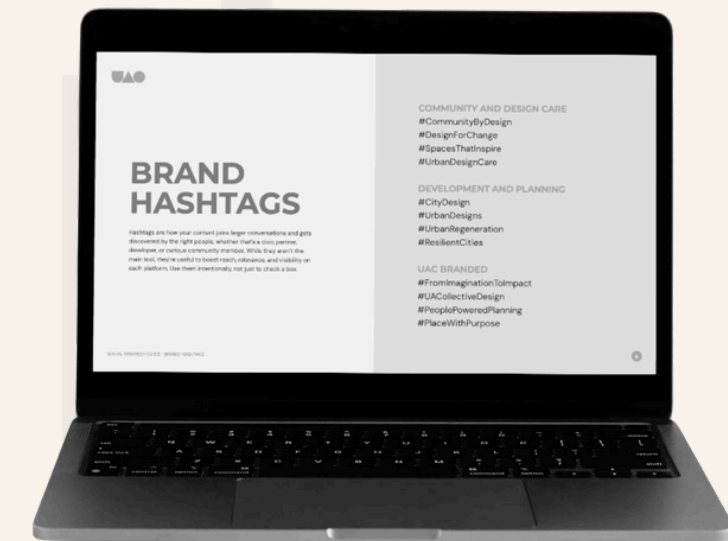 UAC
BRAND
HASHTAGS
Hashtags are how your content joins larger conversations and gets
discovered by the right people, whether that's a civic partner,
developer, or curious community member. While they aren't the
main tool, they're useful to boost reach, relevance, and visibility on
each platform. Use them intentionally, not just to check a box.
COMMUNITY AND DESIGN CARE
#CommunityByDesign
#DesignForChange
#SpacesThatInspire
#UrbanDesignCare
DEVELOPMENT AND PLANNING
#CityDesign
#UrbanDesigns
#UrbanRegeneration
#ResilientCities
UAC BRANDED
#FromImaginationToImpact
#UACollectiveDesign
#PeoplePoweredPlanning
#PlaceWithPurpose